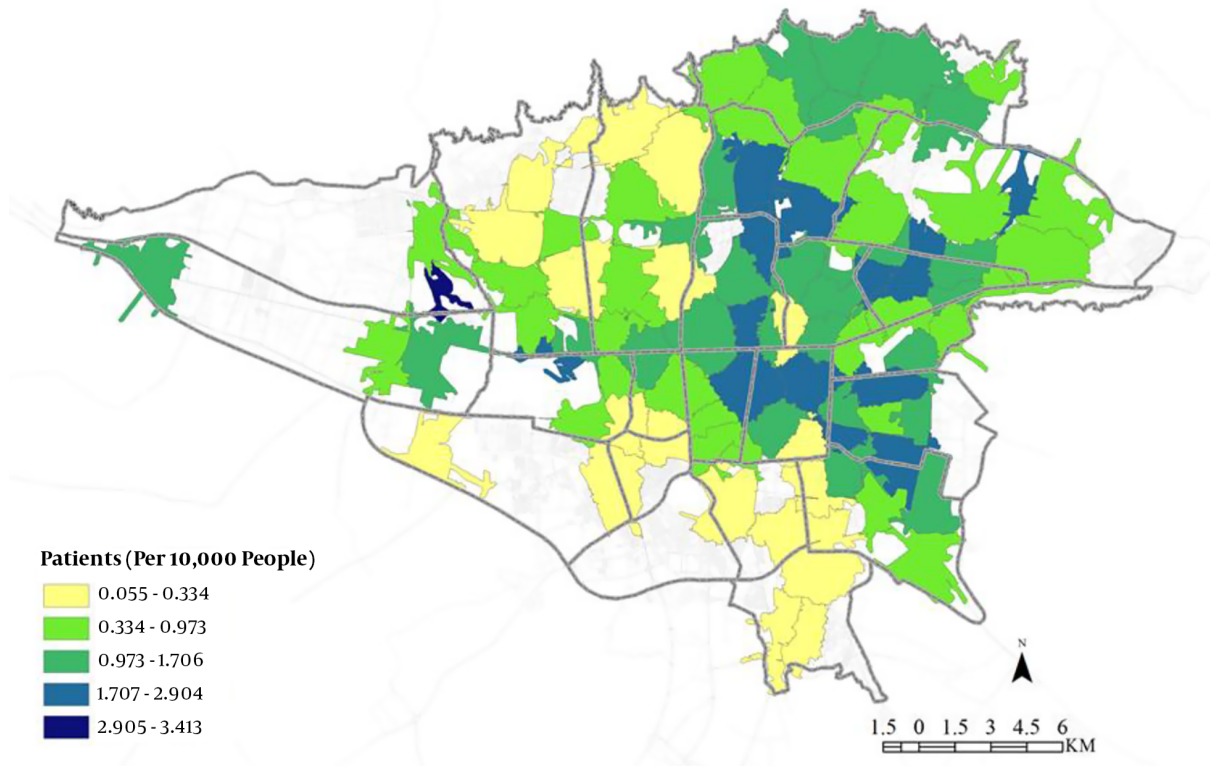 Patients (Per 10,000 People)
0.055 - 0.334
0.334 - 0.973
0.973 - 1.706
1.707 - 2.904
2.905 - 3.413
N
1.5 0 1.5 3 4.5 6
KM